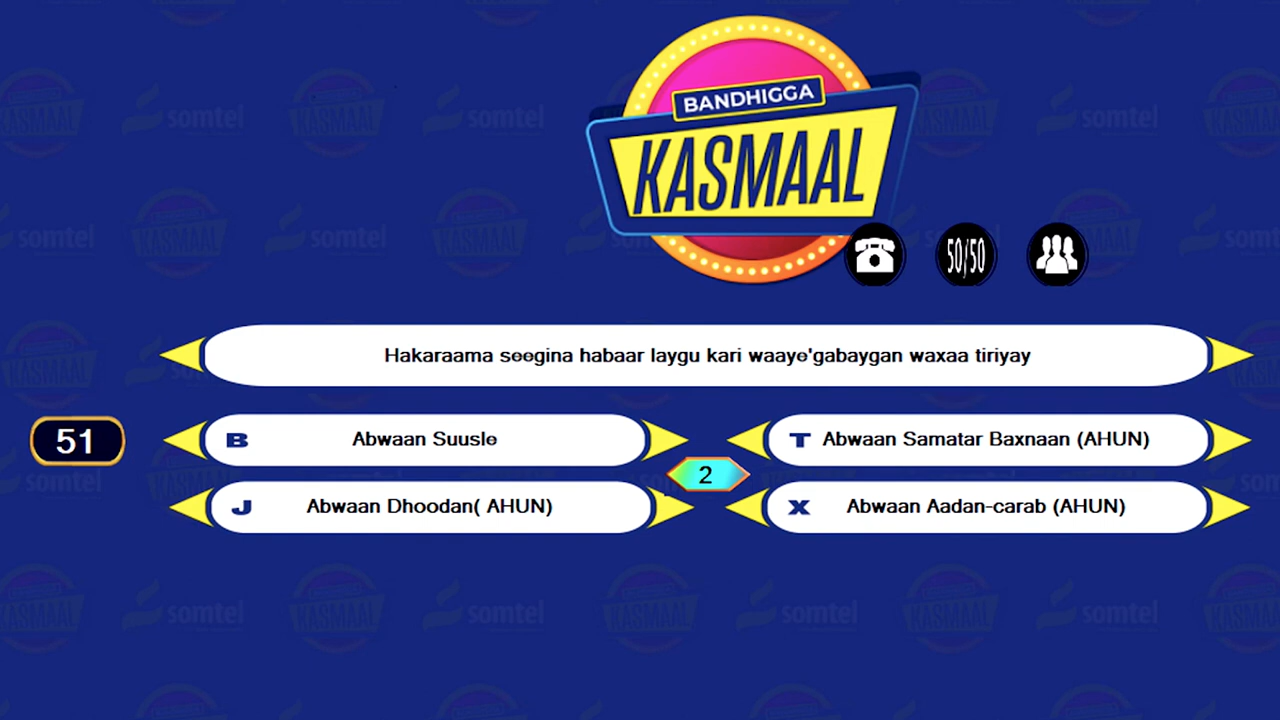 BANDHIGGA
KASMAAL
50/50
Hakaraama seegina habaar laygu kari waaye'gabaygan waxaa tiriyay
51
B Abwaan Suusle
T Abwaan Samatar Baxnaan (AHUN)
2
J Abwaan Dhoodan( AHUN)
X Abwaan Aadan-carab (AHUN)
somtel